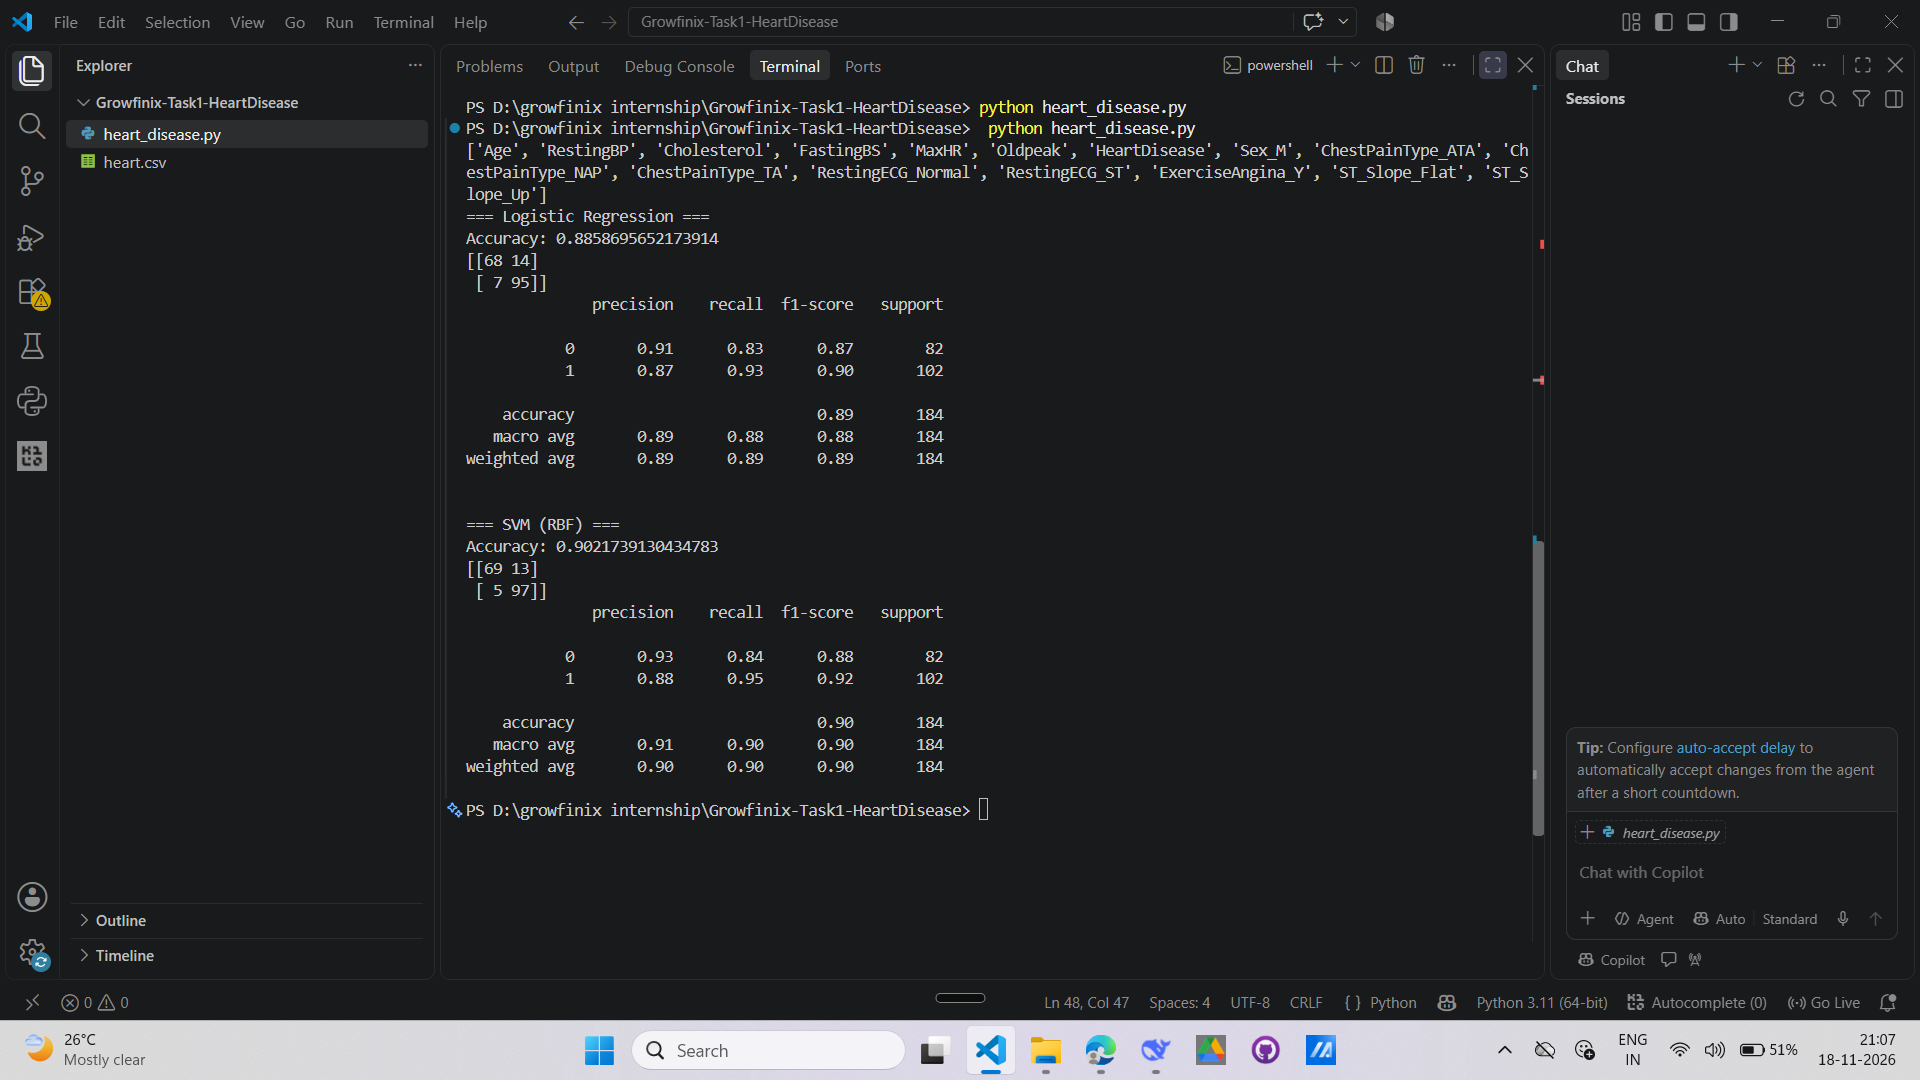 File Edit Selection View Go Run Terminal Help
Growfinix-Task1-HeartDisease
Explorer
Growfinix-Task1-HeartDisease
heart_disease.py
heart.csv
Outline
Timeline
Problems Output Debug Console Terminal Ports
powershell
PS D:\growfinix internship\Growfinix-Task1-HeartDisease> python heart_disease.py
PS D:\growfinix internship\Growfinix-Task1-HeartDisease>  python heart_disease.py
['Age', 'RestingBP', 'Cholesterol', 'FastingBS', 'MaxHR', 'Oldpeak', 'HeartDisease', 'Sex_M', 'ChestPainType_ATA', 'Ch
estPainType_NAP', 'ChestPainType_TA', 'RestingECG_Normal', 'RestingECG_ST', 'ExerciseAngina_Y', 'ST_Slope_Flat', 'ST_S
lope_Up']
=== Logistic Regression ===
Accuracy: 0.8858695652173914
[[68 14]
 [ 7 95]]
              precision    recall  f1-score   support

           0       0.91      0.83      0.87        82
           1       0.87      0.93      0.90       102

    accuracy                           0.89       184
   macro avg       0.89      0.88      0.88       184
weighted avg       0.89      0.89      0.89       184

=== SVM (RBF) ===
Accuracy: 0.9021739130434783
[[69 13]
 [ 5 97]]
              precision    recall  f1-score   support

           0       0.93      0.84      0.88        82
           1       0.88      0.95      0.92       102

    accuracy                           0.90       184
   macro avg       0.91      0.90      0.90       184
weighted avg       0.90      0.90      0.90       184

PS D:\growfinix internship\Growfinix-Task1-HeartDisease>
Chat
Sessions
Tip: Configure auto-accept delay to
automatically accept changes from the agent
after a short countdown.
heart_disease.py
Chat with Copilot
Agent Auto Standard
Copilot
0 0
Ln 48, Col 47 Spaces: 4 UTF-8 CRLF { } Python Python 3.11 (64-bit) Autocomplete (0) Go Live
26°C
Mostly clear
Search
ENG
IN
51%
21:07
18-11-2026